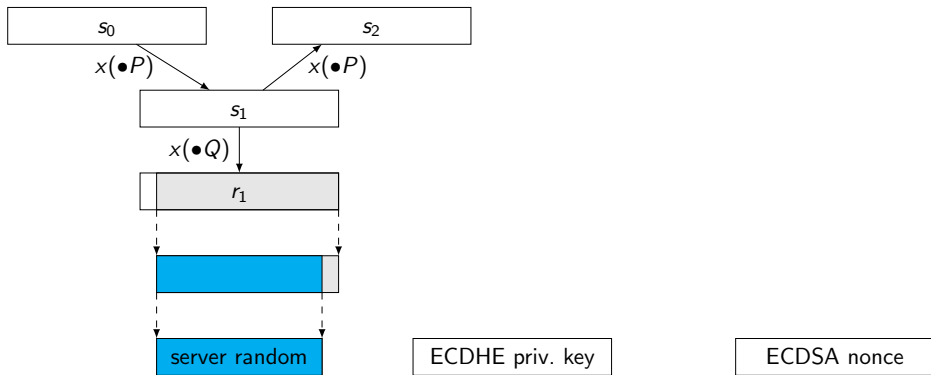 s₀ s₂
x(•P) x(•P)
s₁
x(•Q)
r₁
server random ECDHE priv. key ECDSA nonce